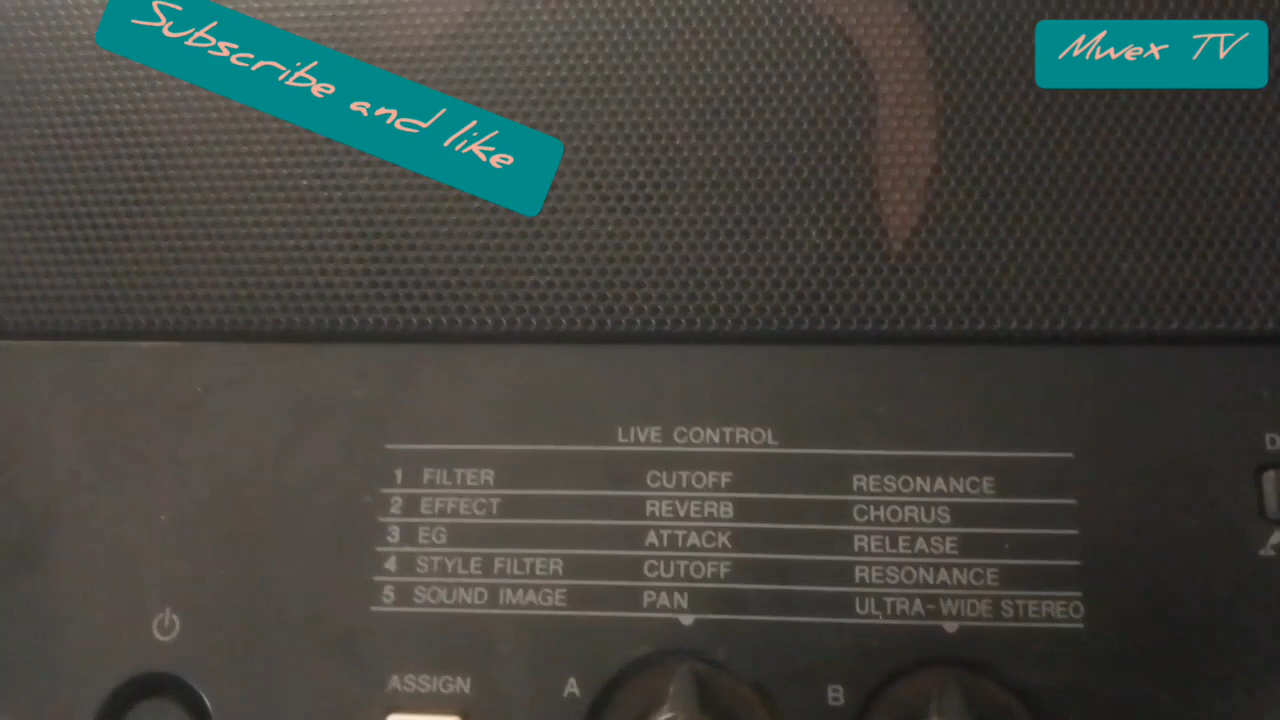 Subscribe and like
Mwex TV
LIVE CONTROL
1 FILTER CUTOFF RESONANCE
2 EFFECT REVERB CHORUS
3 EG ATTACK RELEASE
4 STYLE FILTER CUTOFF RESONANCE
5 SOUND IMAGE PAN ULTRA-WIDE STEREO
ASSIGN A B
D